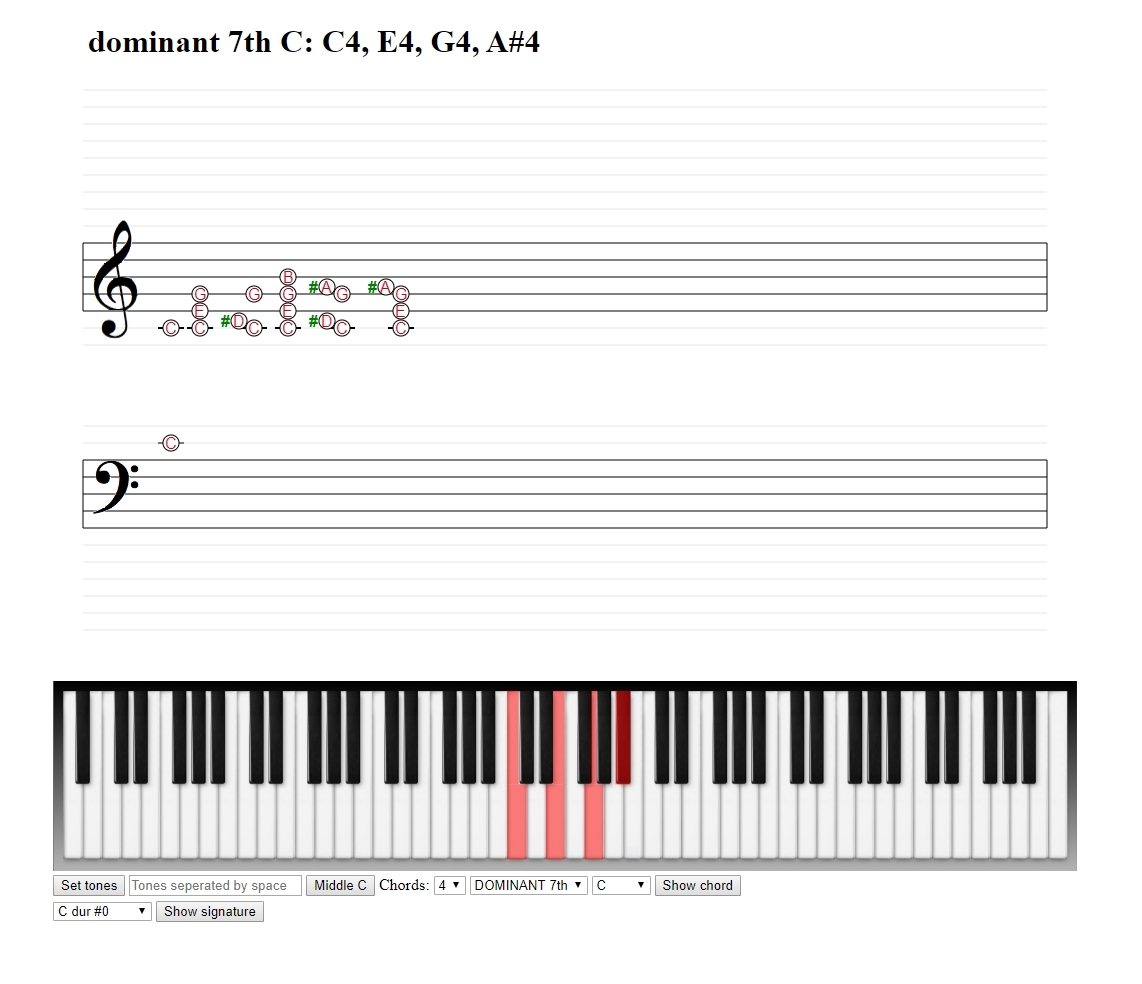 dominant 7th C: C4, E4, G4, A#4
B
G G G #A G #A G
E E E
C C #D C C #D C C
C
Set tones Tones seperated by space Middle C Chords: 4 DOMINANT 7th C Show chord
C dur #0 Show signature